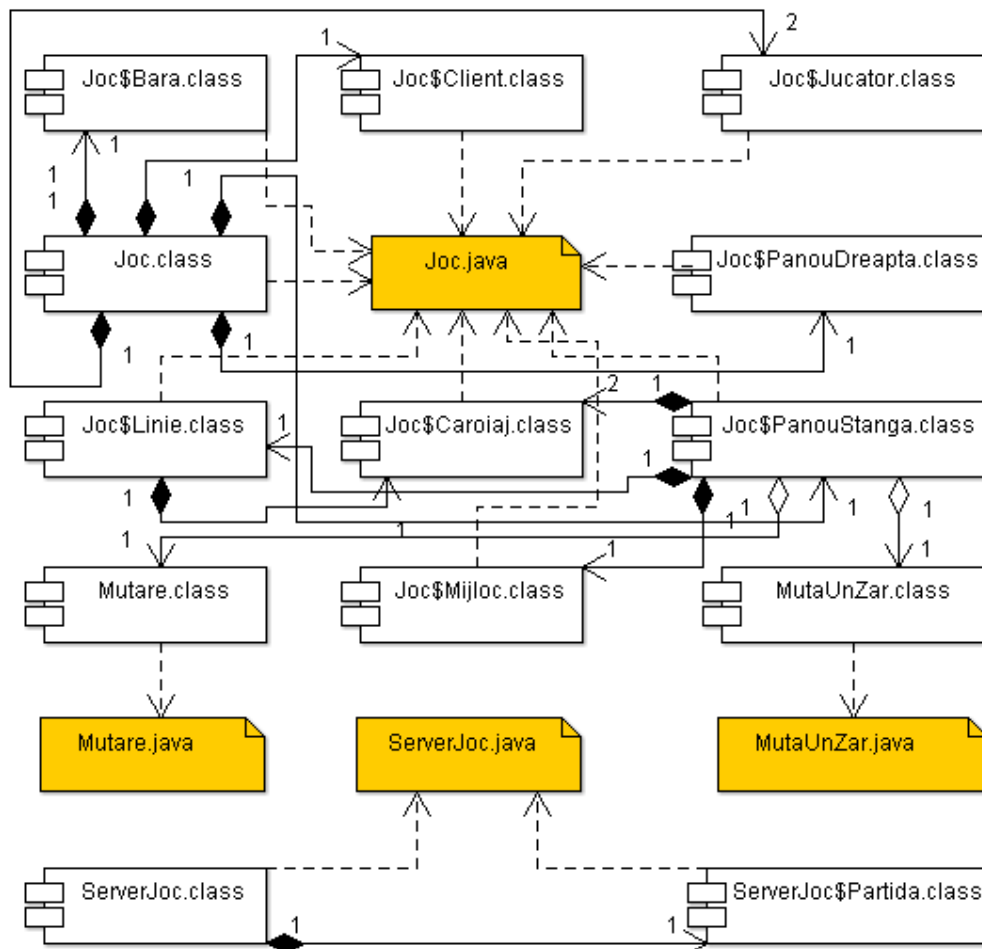 1
2
Joc$Bara.class
Joc$Client.class
Joc$Jucator.class
1
1
1
1
Joc.class
Joc.java
Joc$PanouDreapta.class
1
1
1
2
1
Joc$Linie.class
1
Joc$Caroiaj.class
Joc$PanouStanga.class
1
1
1
1
1
1
1
1
1
1
Mutare.class
Joc$Mijloc.class
MutaUnZar.class
Mutare.java
ServerJoc.java
MutaUnZar.java
ServerJoc.class
ServerJoc$Partida.class
1
1